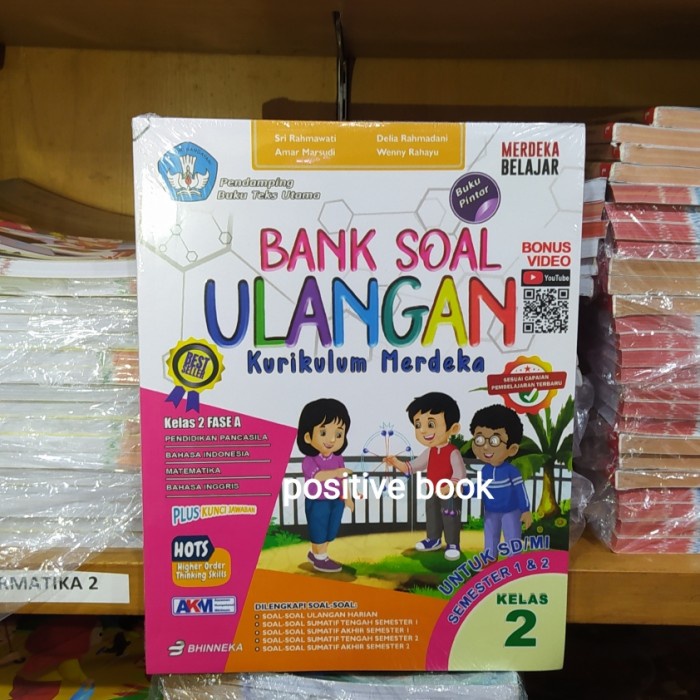 Sri Rahmawati
Amar Marsudi
Delia Rahmadani
Wenny Rahayu
MERDEKA
BELAJAR
Pendamping
Buku Teks Utama
Buku
Pintar
BANK SOAL
ULANGAN
Kurikulum Merdeka
BONUS
VIDEO
YouTube
BEST
SELLER
SESUAI CAPAIAN
PEMBELAJARAN TERBARU
Kelas 2 FASE A
PENDIDIKAN PANCASILA
BAHASA INDONESIA
MATEMATIKA
BAHASA INGGRIS
PLUS KUNCI JAWABAN
HOTS
Higher Order
Thinking Skills
AKM
positive book
UNTUK SD/MI
SEMESTER 1 & 2
KELAS
2
DILENGKAPI SOAL-SOAL:
SOAL-SOAL ULANGAN HARIAN
SOAL-SOAL SUMATIF TENGAH SEMESTER 1
SOAL-SOAL SUMATIF AKHIR SEMESTER 1
SOAL-SOAL SUMATIF TENGAH SEMESTER 2
SOAL-SOAL SUMATIF AKHIR SEMESTER 2
BHINNEKA
RMATIKA 2